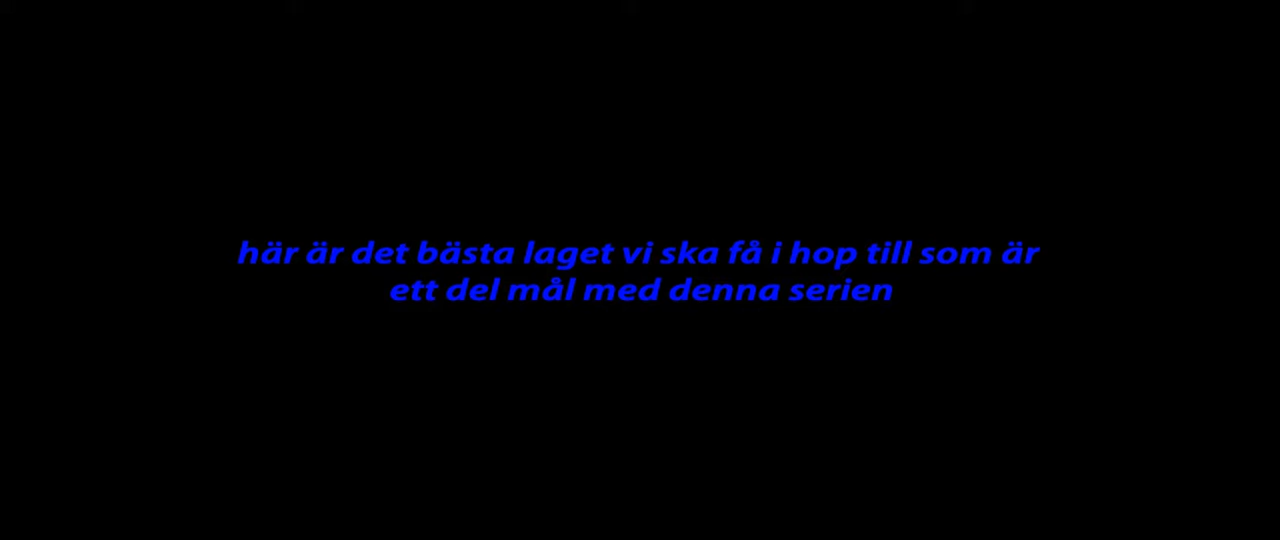 här är det bästa laget vi ska få i hop till som är
ett del mål med denna serien